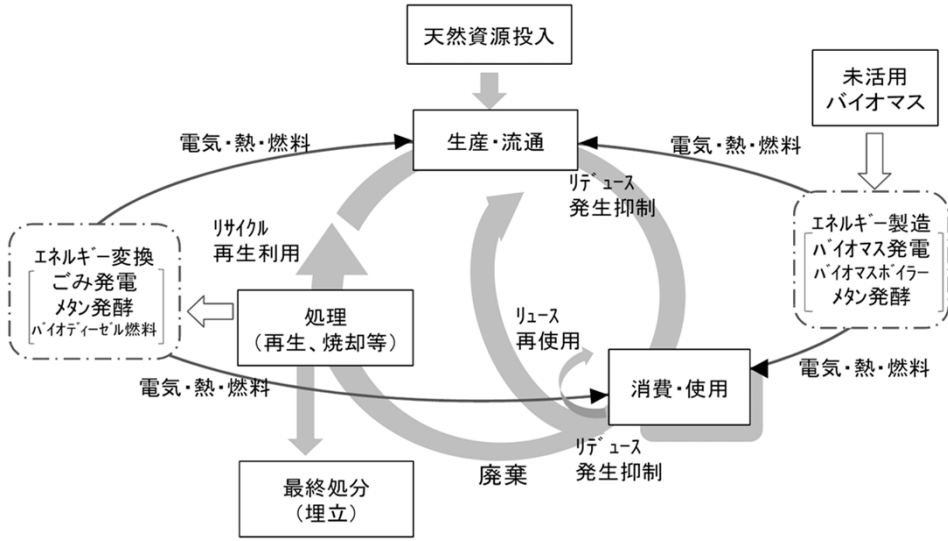 天然資源投入
未活用
バイオマス
生産・流通
電気・熱・燃料
電気・熱・燃料
ﾘﾃﾞｭｰｽ
発生抑制
ﾘｻｲｸﾙ
再生利用
エネルギー変換
ごみ発電
メタン発酵
ﾊﾞｲｵﾃﾞｨｰｾﾞﾙ燃料
エネルギー製造
バイオマス発電
ﾊﾞｲｵﾏｽﾎﾞｲﾗｰ
メタン発酵
処理
（再生、焼却等）
ﾘｭｰｽ
再使用
電気・熱・燃料
電気・熱・燃料
消費・使用
ﾘﾃﾞｭｰｽ
発生抑制
廃棄
最終処分
（埋立）